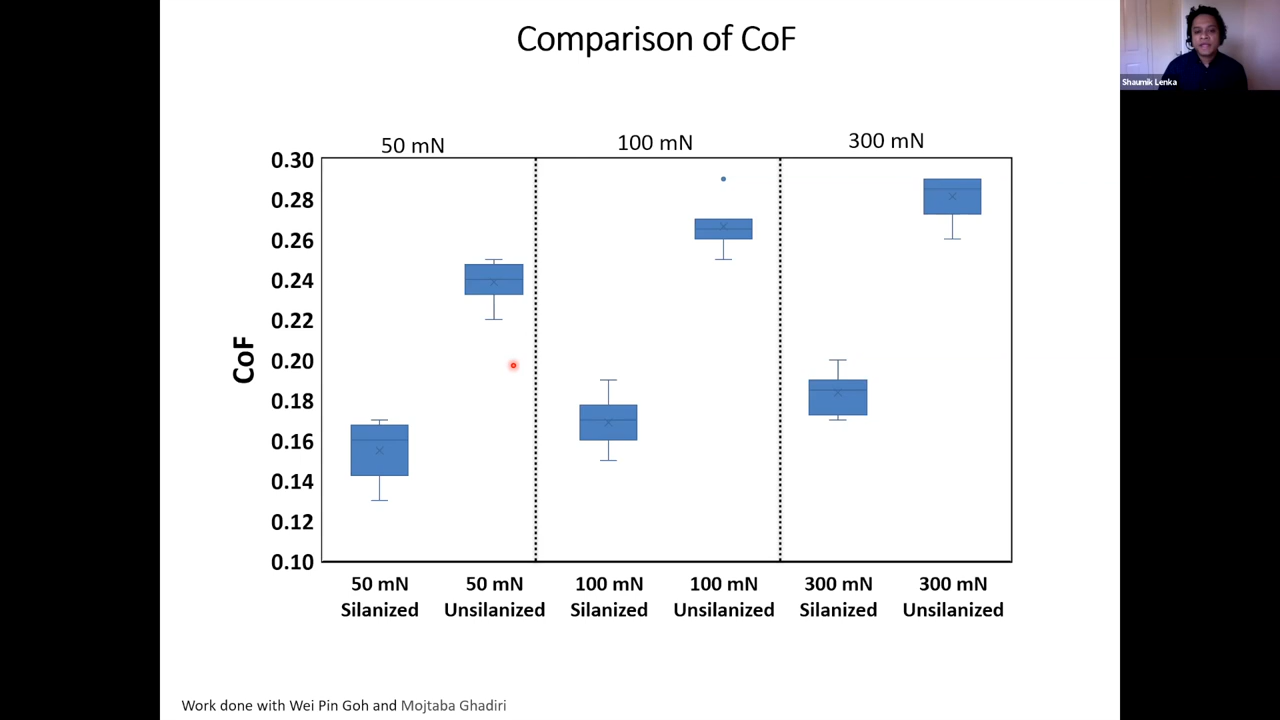 Comparison of CoF
Shaumik Lenka
50 mN
100 mN
300 mN
0.30
0.28
0.26
0.24
0.22
0.20
0.18
0.16
0.14
0.12
0.10
CoF
50 mN
Silanized
50 mN
Unsilanized
100 mN
Silanized
100 mN
Unsilanized
300 mN
Silanized
300 mN
Unsilanized
Work done with Wei Pin Goh and Mojtaba Ghadiri